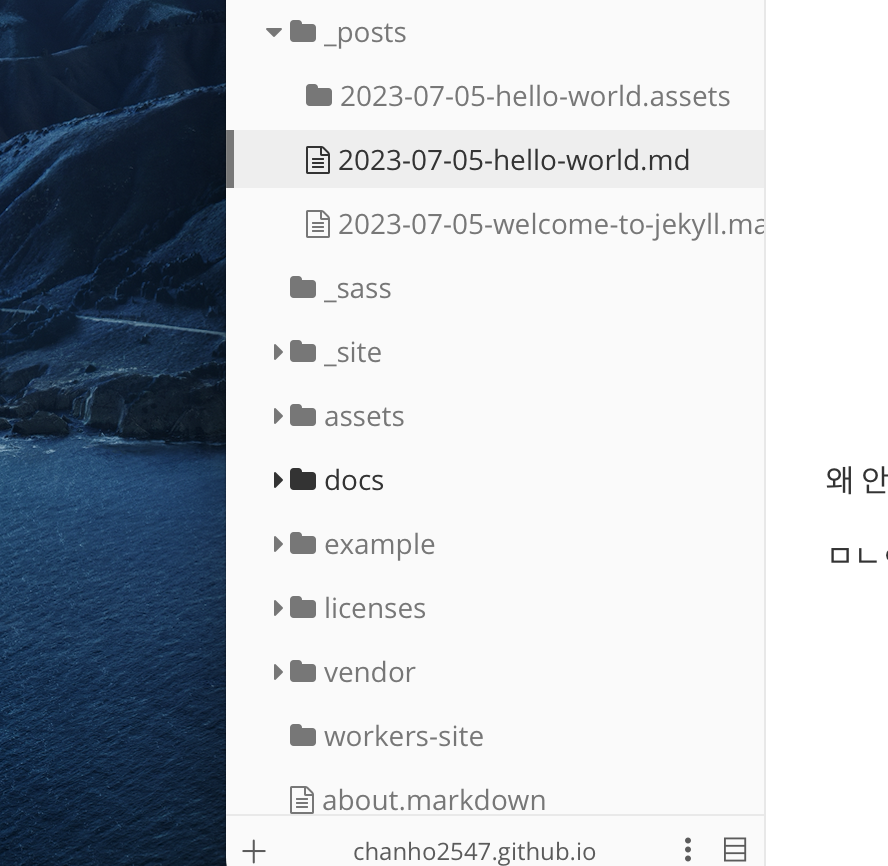 _posts
2023-07-05-hello-world.assets
2023-07-05-hello-world.md
2023-07-05-welcome-to-jekyll.ma
_sass
_site
assets
docs
example
licenses
vendor
workers-site
about.markdown
chanho2547.github.io
왜 안
ㅁㄴ